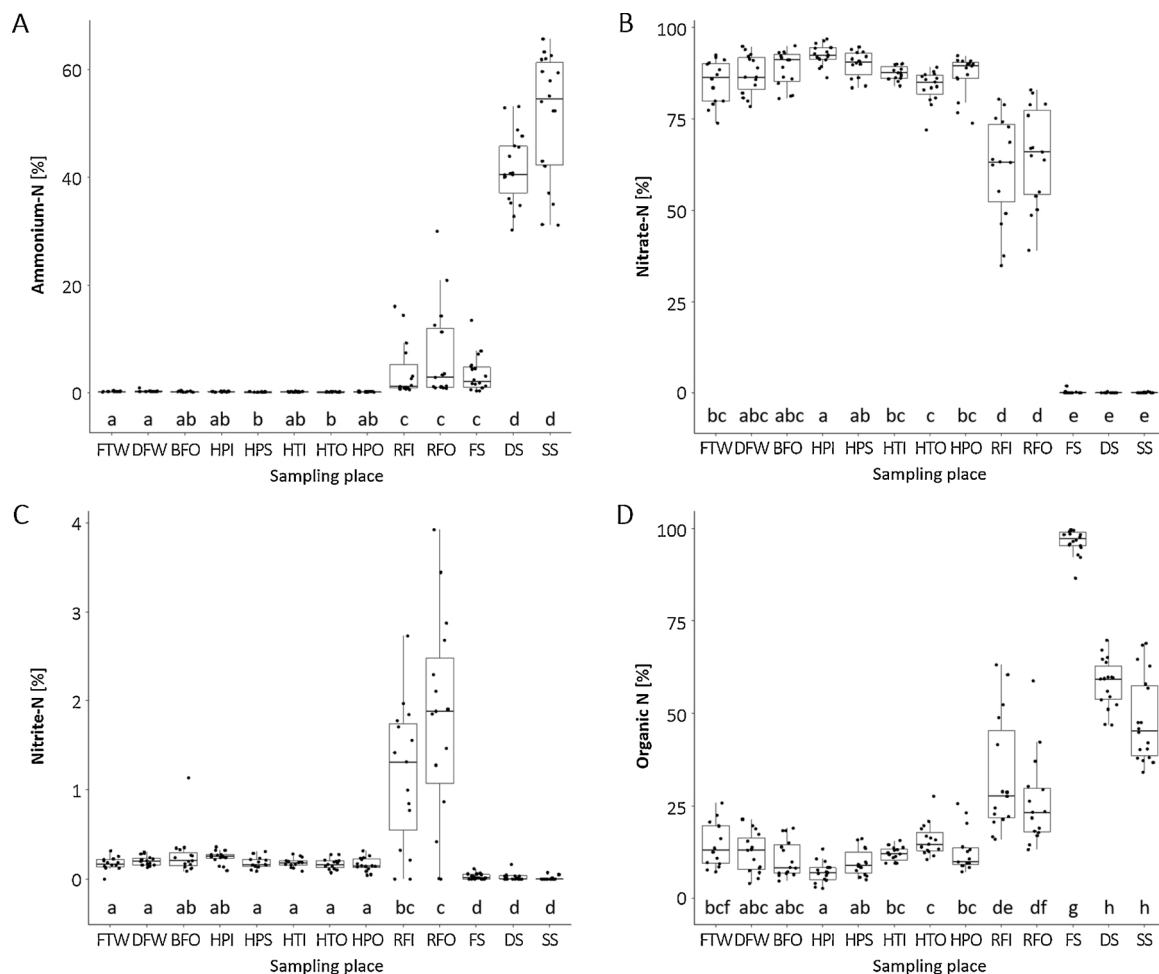 A
Ammonium-N [%]
60
40
20
0
a a ab ab b ab b ab c c c d d
FTW DFW BFO HPI HPS HTI HTO HPO RFI RFO FS DS SS
Sampling place
B
Nitrate-N [%]
100
75
50
25
0
bc abc abc a ab bc c bc d d e e e
FTW DFW BFO HPI HPS HTI HTO HPO RFI RFO FS DS SS
Sampling place
C
Nitrite-N [%]
4
3
2
1
0
a a ab ab a a a a bc c d d d
FTW DFW BFO HPI HPS HTI HTO HPO RFI RFO FS DS SS
Sampling place
D
Organic N [%]
100
75
50
25
0
bcf abc abc a ab bc c bc de df g h h
FTW DFW BFO HPI HPS HTI HTO HPO RFI RFO FS DS SS
Sampling place